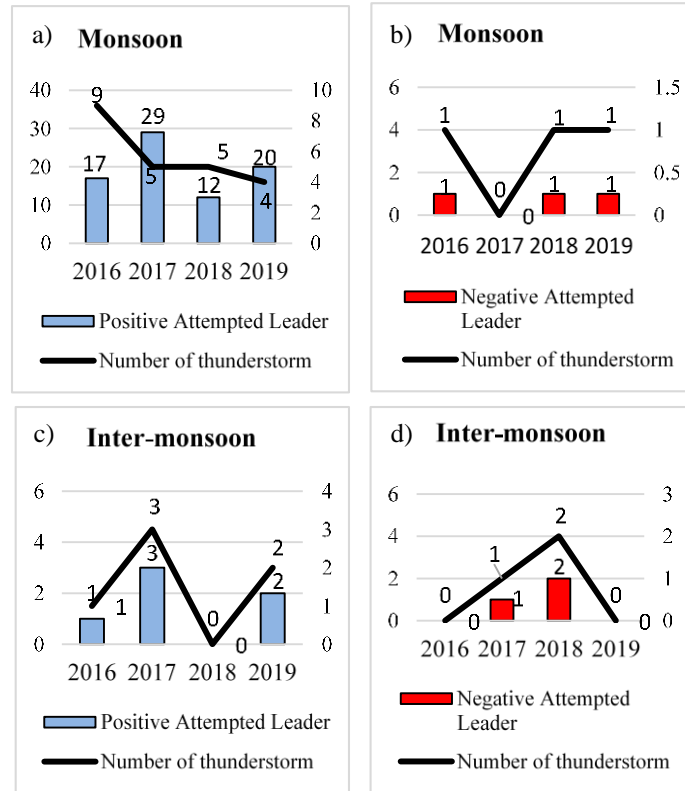 a) Monsoon
40 10
9
30 29 8
20 17 5 20 6
5 12 4
10 4 2
0 0
2016 2017 2018 2019
Positive Attempted Leader
Number of thunderstorm
b) Monsoon
6 1.5
1 1 1
4 1
2 0.5
1 0 1 1
0 0 0
2016 2017 2018 2019
Negative Attempted
Leader
Number of thunderstorm
c) Inter-monsoon
6 4
3
4 3
3 2 2
2 1 2
1 0 1
0 0 0
2016 2017 2018 2019
Positive Attempted Leader
Number of thunderstorm
d) Inter-monsoon
6 3
2
4 2
1
2 2 1
0 1 0
0 0 0 0
2016 2017 2018 2019
Negative Attempted
Leader
Number of thunderstorm